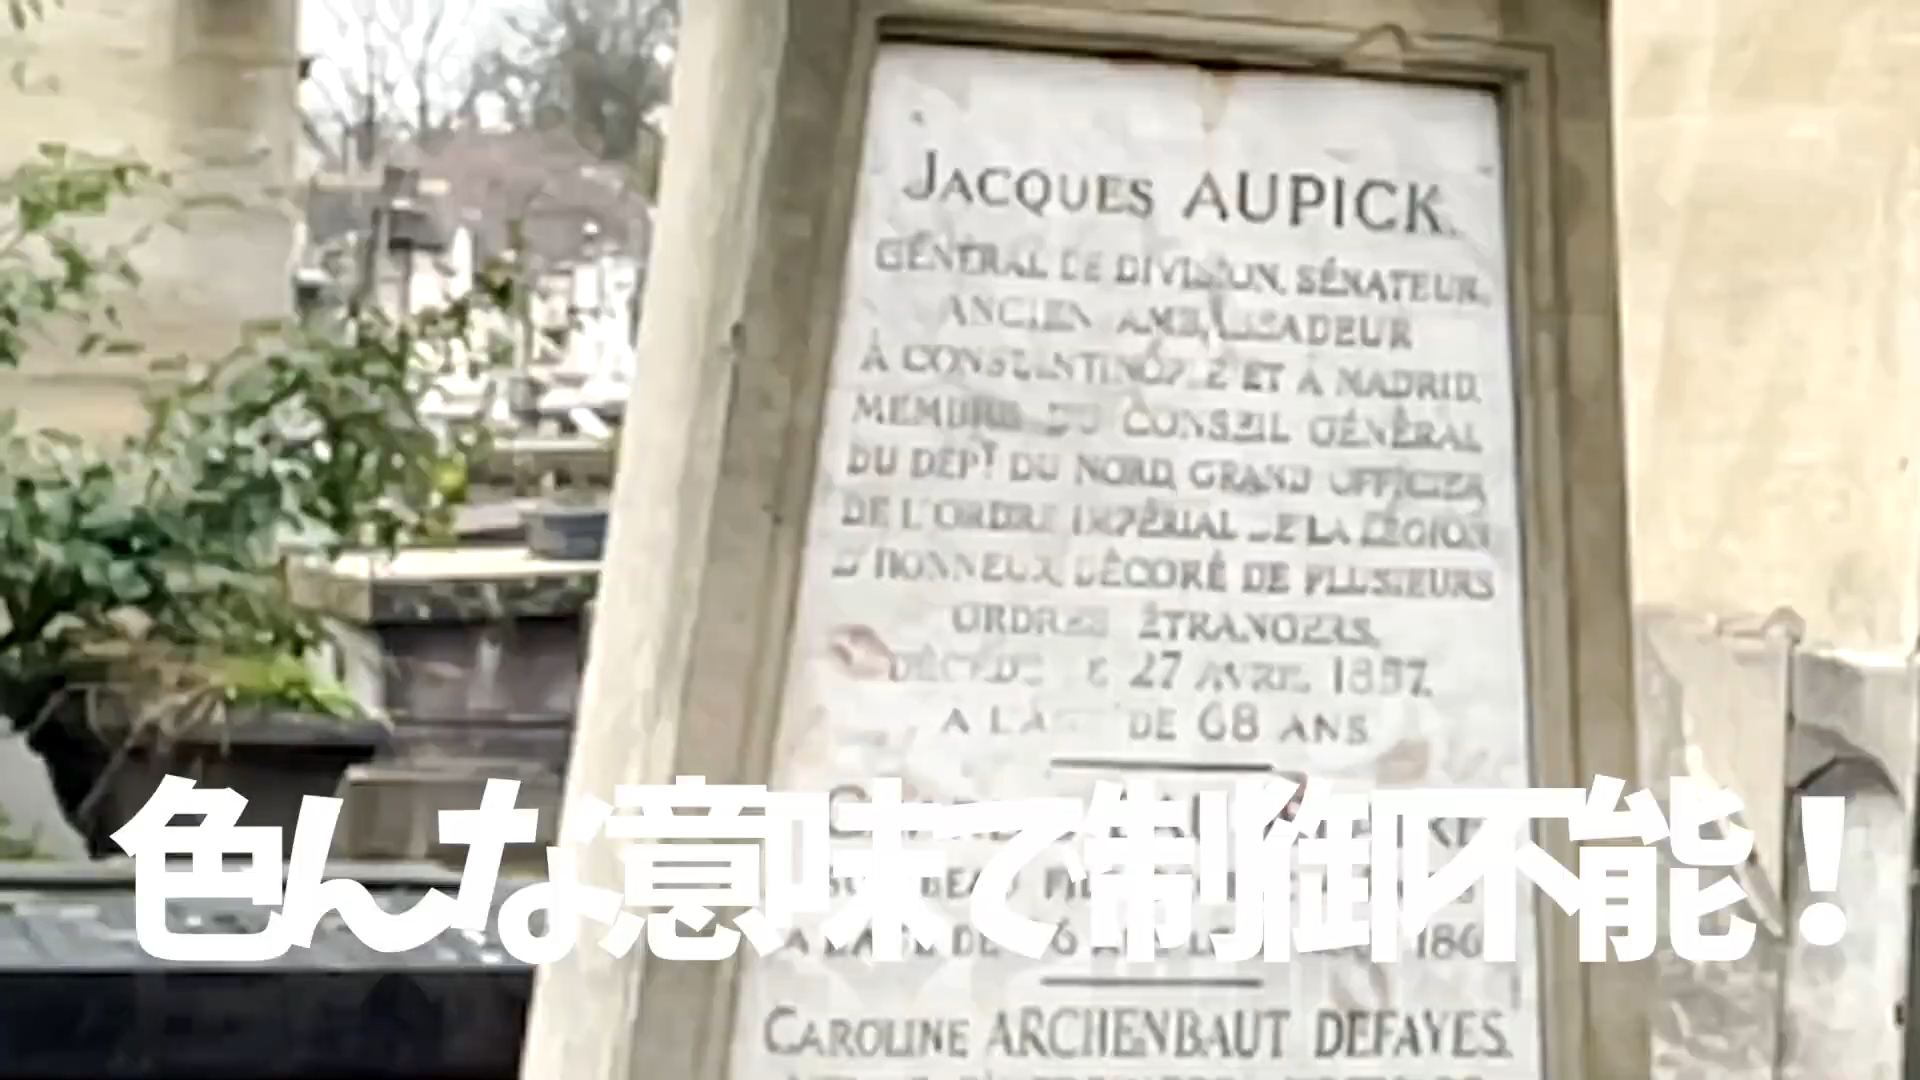 JACQUES AUPICK.
GÉNÉRAL DE DIVISION, SÉNATEUR,
ANCIEN AMBASSADEUR
À CONSTANTINOPLE ET À MADRID,
MEMBRE DU CONSEIL GÉNÉRAL
DU DÉPT DU NORD, GRAND OFFICIER
DE L'ORDRE IMPÉRIAL DE LA LÉGION
D'HONNEUR, DÉCORÉ DE PLUSIEURS
ORDRES ÉTRANGERS,
DÉCÉDÉ LE 27 AVRIL 1857,
A L'ÂGE DE 68 ANS
色んな意味で制御不能！
CAROLINE ARCHENBAUT DEFAYES.